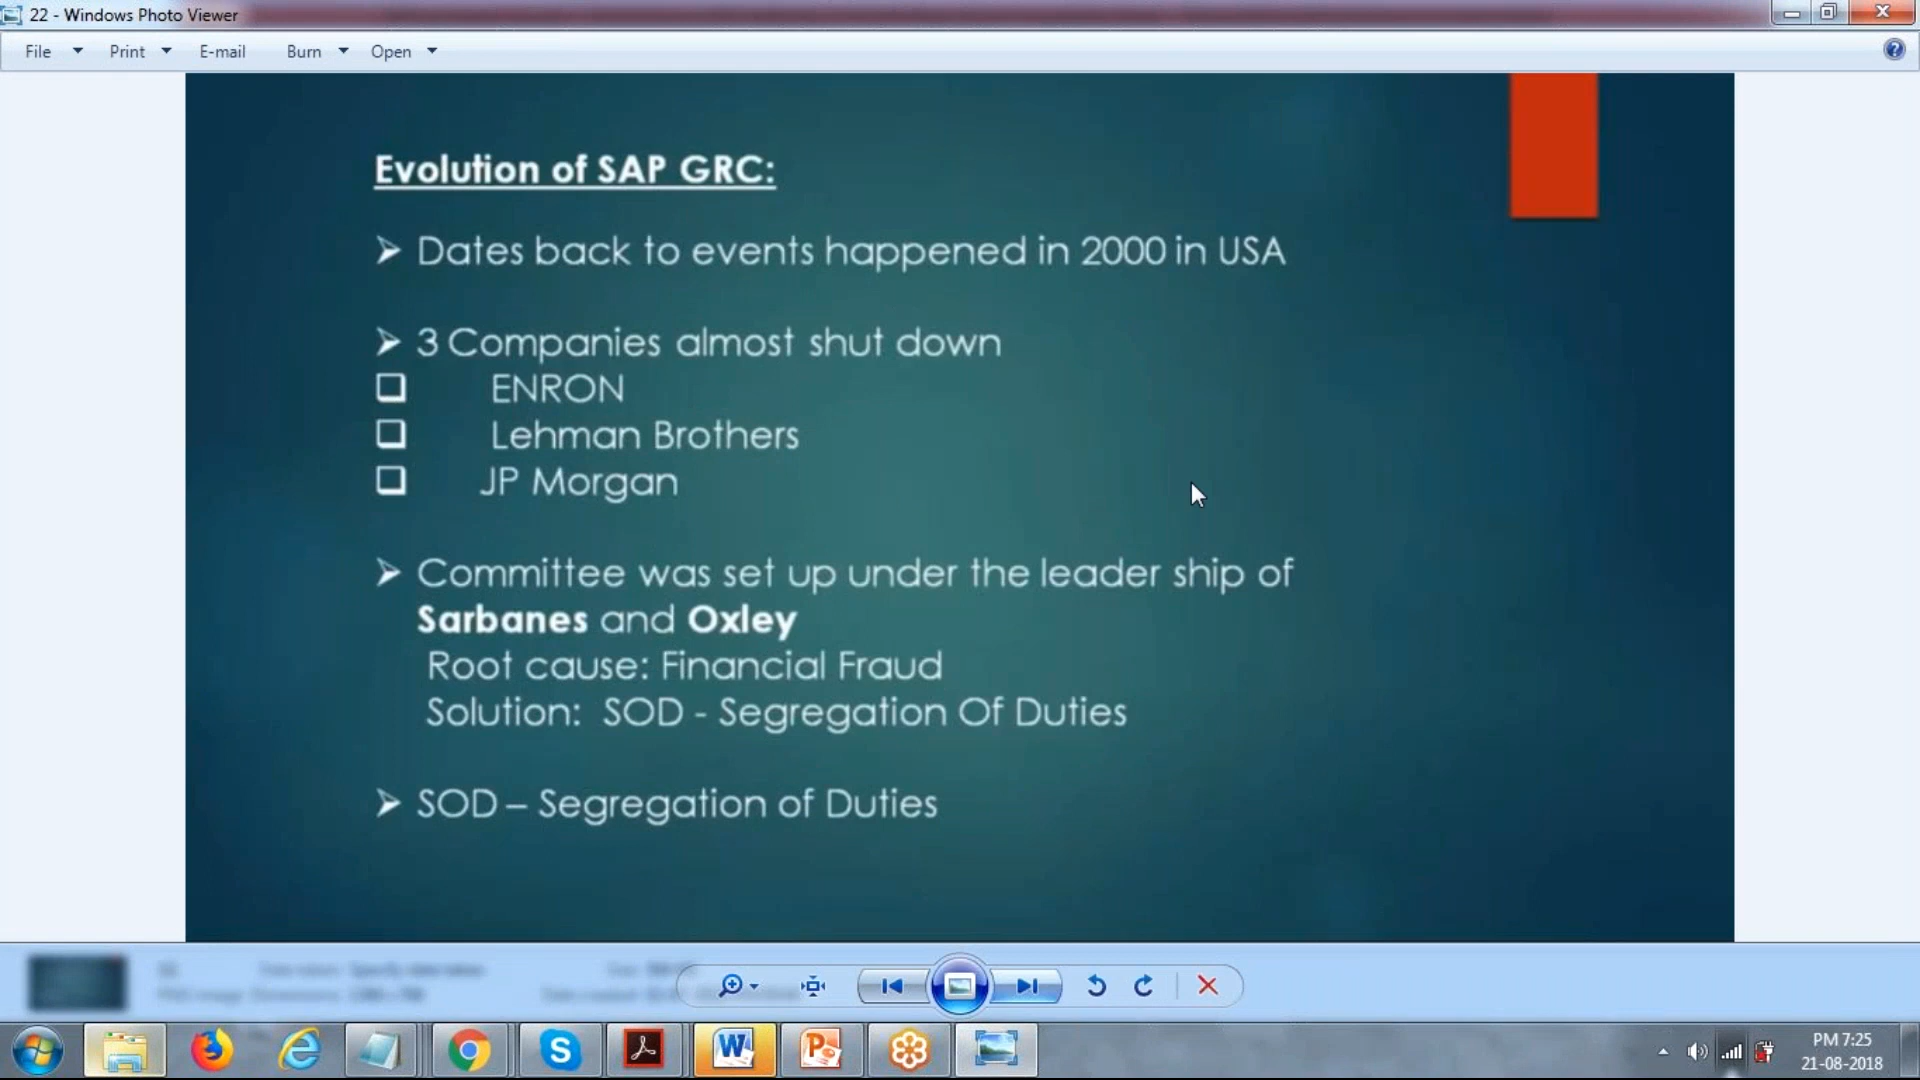 22 - Windows Photo Viewer
File Print E-mail Burn Open
Evolution of SAP GRC:
➤ Dates back to events happened in 2000 in USA
➤ 3 Companies almost shut down
❑ ENRON
❑ Lehman Brothers
❑ JP Morgan
➤ Committee was set up under the leader ship of
Sarbanes and Oxley
Root cause: Financial Fraud
Solution: SOD - Segregation Of Duties
➤ SOD – Segregation of Duties
PM 7:25
21-08-2018